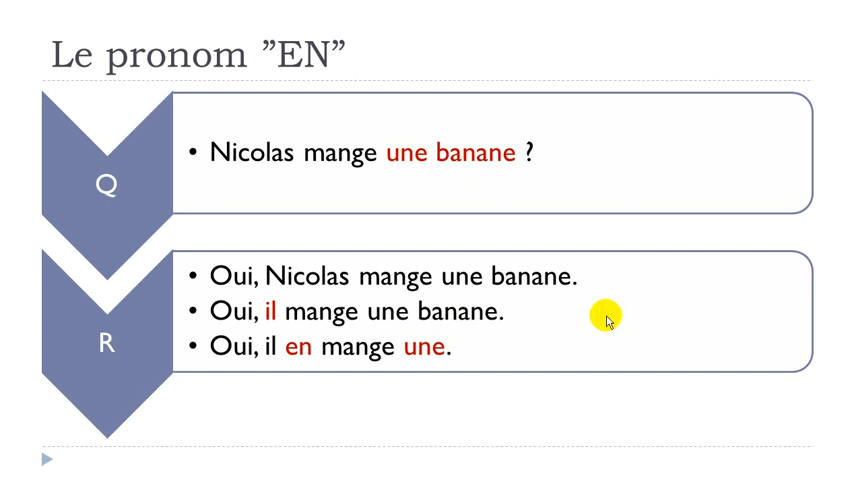 Le pronom ”EN”
Q
• Nicolas mange une banane ?
R
• Oui, Nicolas mange une banane.
• Oui, il mange une banane.
• Oui, il en mange une.